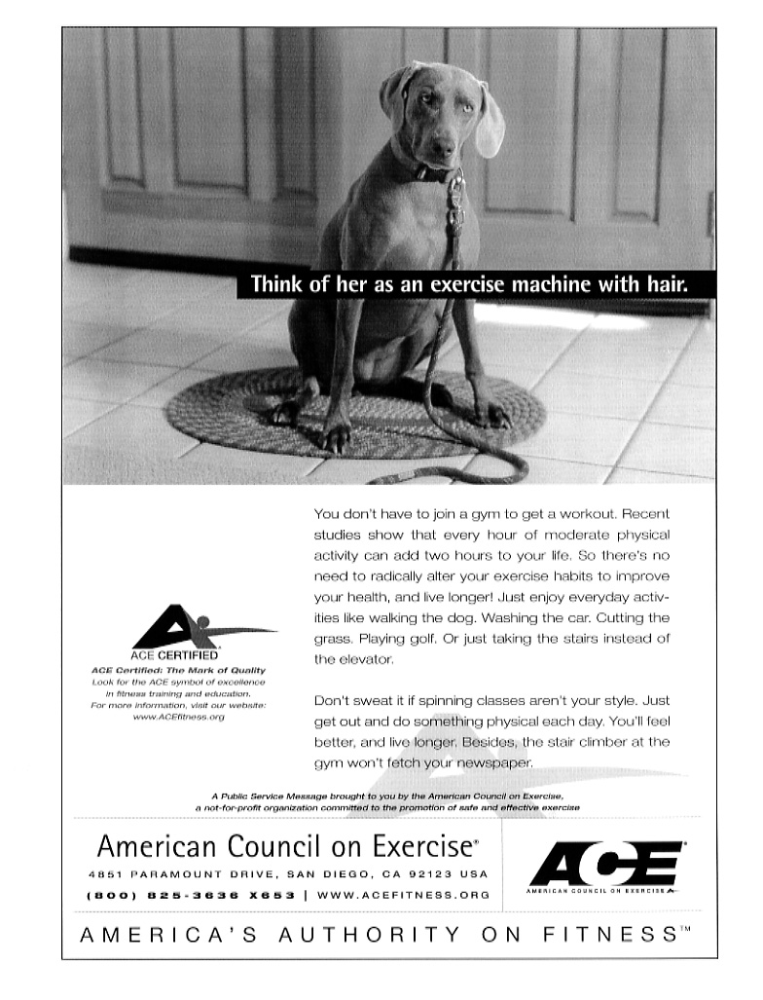 Think of her as an exercise machine with hair.
You don't have to join a gym to get a workout. Recent
studies show that every hour of moderate physical
activity can add two hours to your life. So there's no
need to radically alter your exercise habits to improve
your health, and live longer! Just enjoy everyday activ-
ities like walking the dog. Washing the car. Cutting the
grass. Playing golf. Or just taking the stairs instead of
the elevator.
Don't sweat it if spinning classes aren't your style. Just
get out and do something physical each day. You'll feel
better, and live longer. Besides, the stair climber at the
gym won't fetch your newspaper.
ACE CERTIFIED
ACE Certified: The Mark of Quality
Look for the ACE symbol of excellence
in fitness training and education.
For more information, visit our website:
www.ACEfitness.org
A Public Service Message brought to you by the American Council on Exercise,
a not-for-profit organization committed to the promotion of safe and effective exercise
American Council on Exercise®
4851 PARAMOUNT DRIVE, SAN DIEGO, CA 92123 USA
(800) 825-3636 X653 | WWW.ACEFITNESS.ORG
ACE®
AMERICAN COUNCIL ON EXERCISE
AMERICA'S AUTHORITY ON FITNESS™